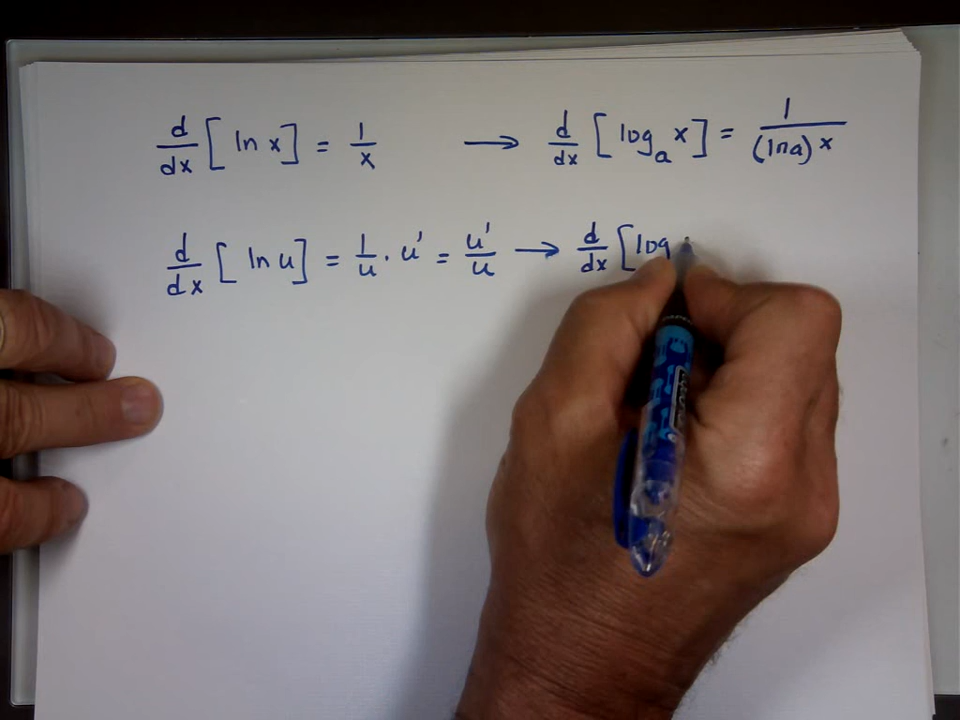 d/dx [ln x] = 1/x → d/dx [log_a x] = 1/((ln a) x)
d/dx [ln u] = 1/u · u' = u'/u → d/dx [log